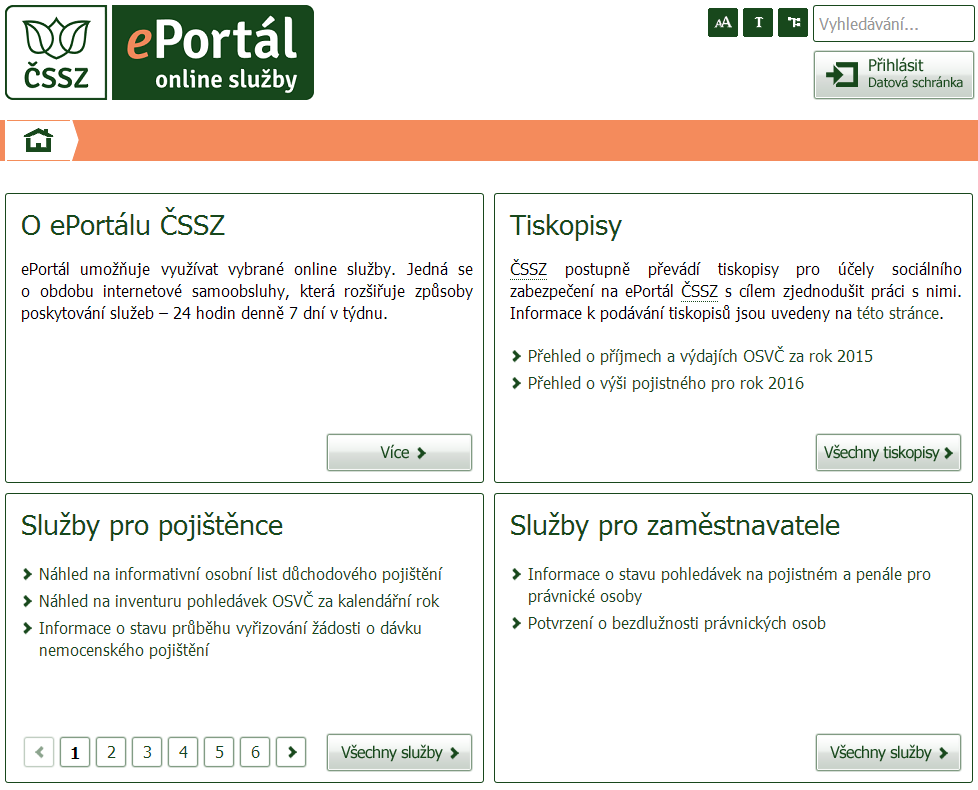 ČSSZ
ePortál
online služby
AA
T
Vyhledávání...
Přihlásit
Datová schránka
O ePortálu ČSSZ
ePortál umožňuje využívat vybrané online služby. Jedná se
o obdobu internetové samoobsluhy, která rozšiřuje způsoby
poskytování služeb – 24 hodin denně 7 dní v týdnu.
Více
Tiskopisy
ČSSZ postupně převádí tiskopisy pro účely sociálního
zabezpečení na ePortál ČSSZ s cílem zjednodušit práci s nimi.
Informace k podávání tiskopisů jsou uvedeny na této stránce.
Přehled o příjmech a výdajích OSVČ za rok 2015
Přehled o výši pojistného pro rok 2016
Všechny tiskopisy
Služby pro pojištěnce
Náhled na informativní osobní list důchodového pojištění
Náhled na inventuru pohledávek OSVČ za kalendářní rok
Informace o stavu průběhu vyřizování žádosti o dávku
nemocenského pojištění
1 2 3 4 5 6
Všechny služby
Služby pro zaměstnavatele
Informace o stavu pohledávek na pojistném a penále pro
právnické osoby
Potvrzení o bezdlužnosti právnických osob
Všechny služby